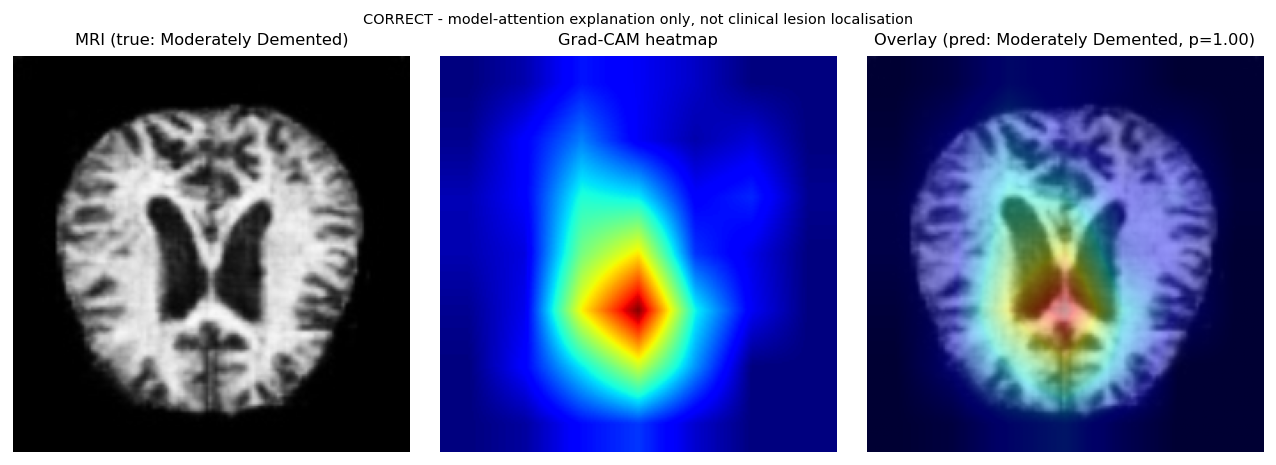 CORRECT - model-attention explanation only, not clinical lesion localisation
MRI (true: Moderately Demented)
Grad-CAM heatmap
Overlay (pred: Moderately Demented, p=1.00)